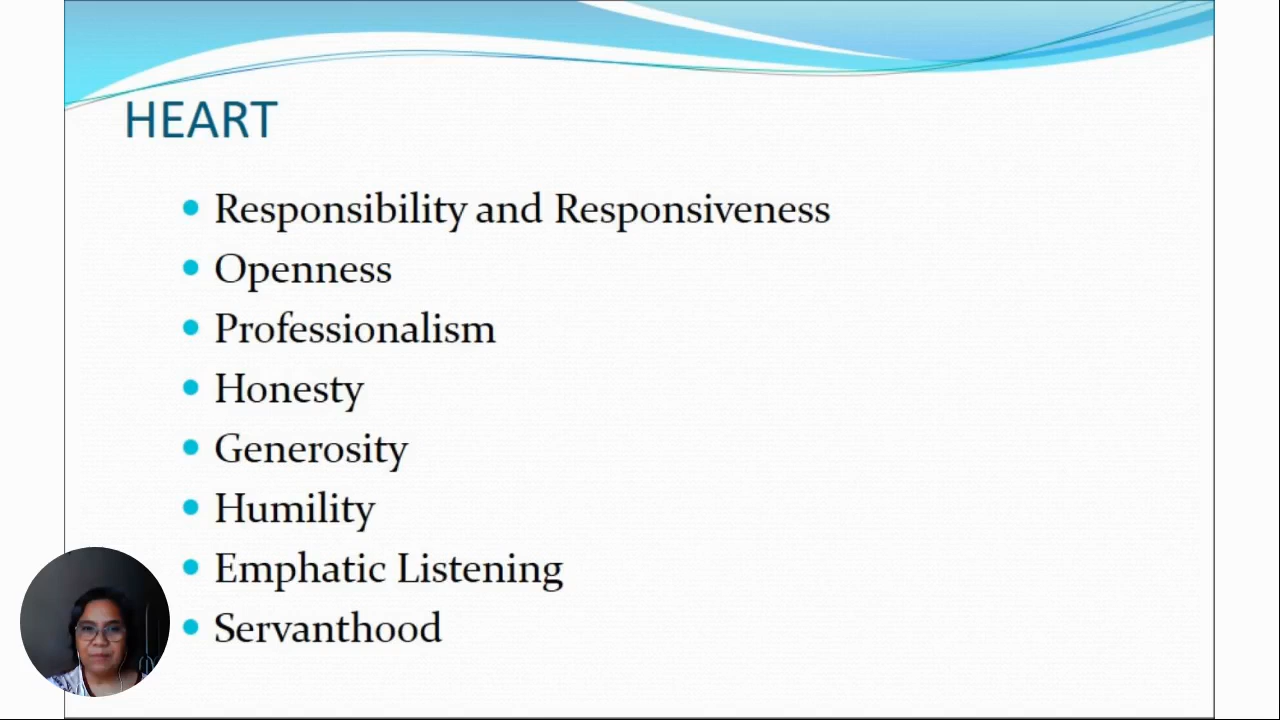 HEART
Responsibility and Responsiveness
Openness
Professionalism
Honesty
Generosity
Humility
Emphatic Listening
Servanthood